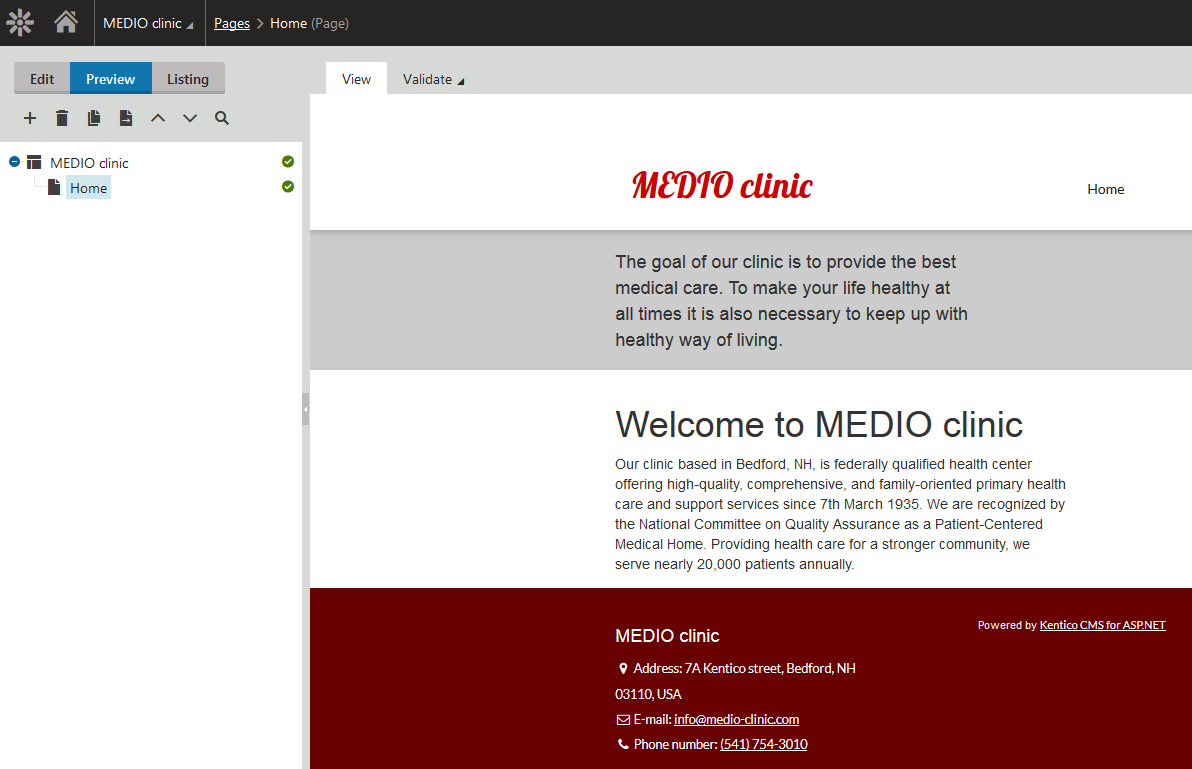 MEDIO clinic
Pages > Home (Page)
Edit Preview Listing
View Validate
MEDIO clinic
Home
MEDIO clinic
Home
The goal of our clinic is to provide the best
medical care. To make your life healthy at
all times it is also necessary to keep up with
healthy way of living.
Welcome to MEDIO clinic
Our clinic based in Bedford, NH, is federally qualified health center
offering high-quality, comprehensive, and family-oriented primary health
care and support services since 7th March 1935. We are recognized by
the National Committee on Quality Assurance as a Patient-Centered
Medical Home. Providing health care for a stronger community, we
serve nearly 20,000 patients annually.
Powered by Kentico CMS for ASP.NET
MEDIO clinic
Address: 7A Kentico street, Bedford, NH
03110, USA
E-mail: info@medio-clinic.com
Phone number: (541) 754-3010